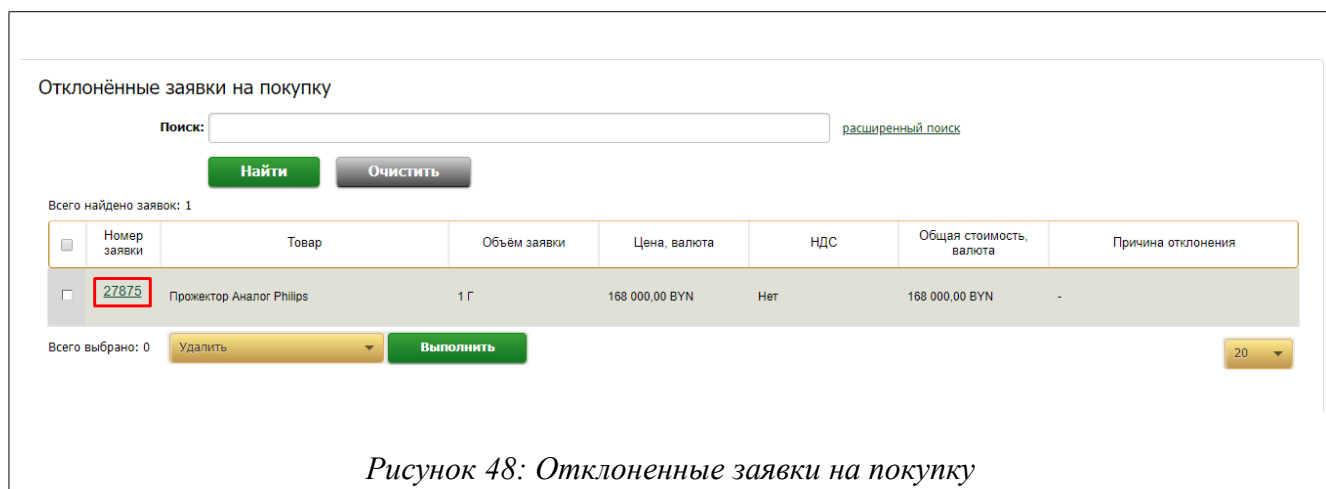 Отклонённые заявки на покупку
Поиск: расширенный поиск
Найти Очистить
Всего найдено заявок: 1
Номер заявки Товар Объём заявки Цена, валюта НДС Общая стоимость, валюта Причина отклонения
27875 Прожектор Аналог Philips 1 Г 168 000,00 BYN Нет 168 000,00 BYN -
Всего выбрано: 0 Удалить Выполнить 20
Рисунок 48: Отклоненные заявки на покупку